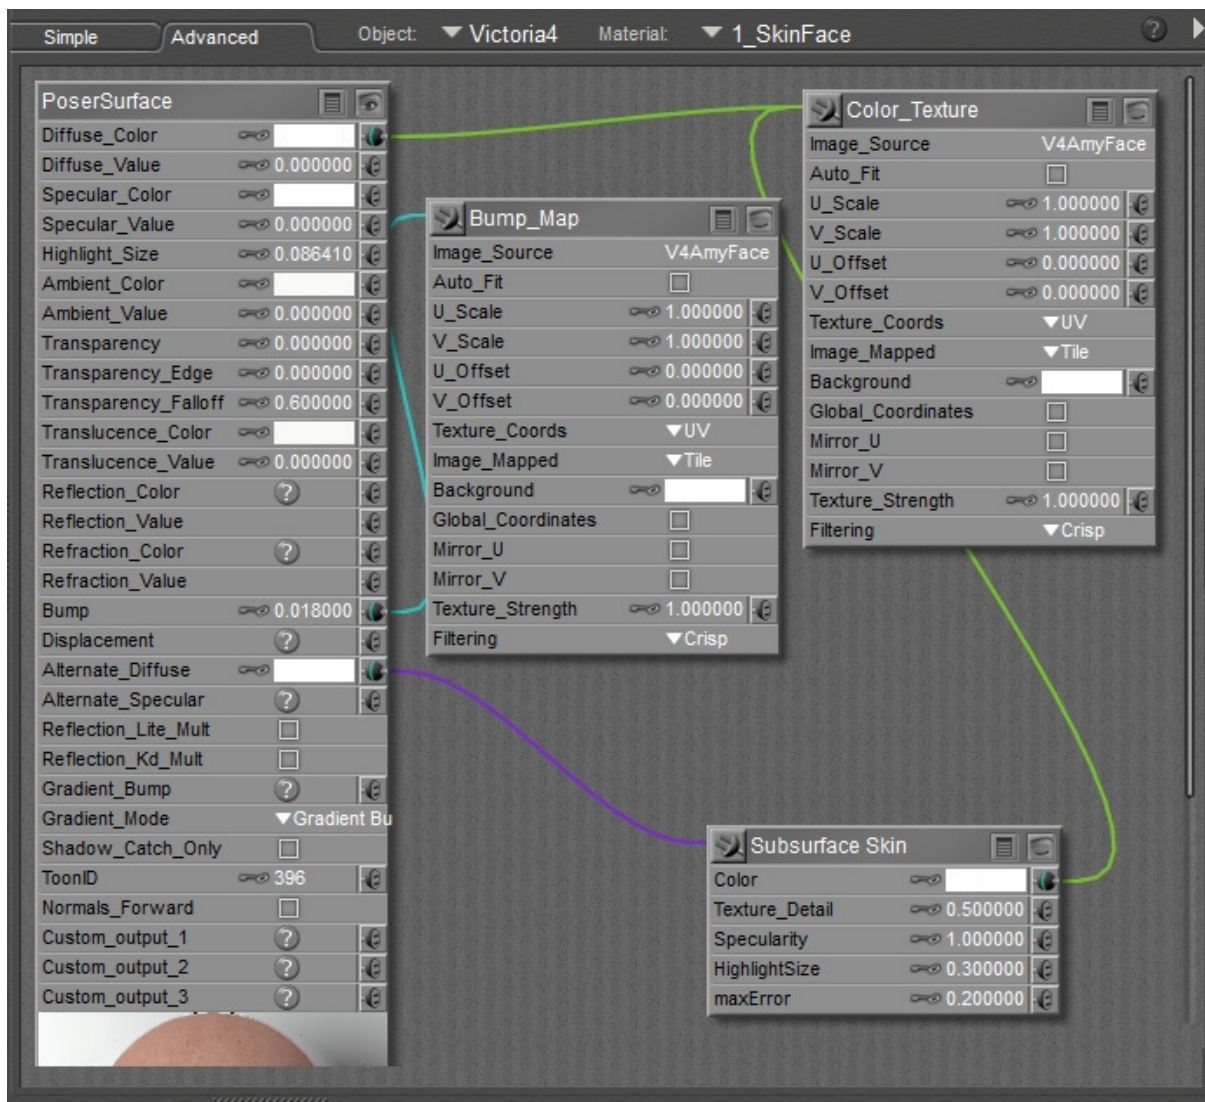 Simple Advanced Object: Victoria4 Material: 1_SkinFace ?
PoserSurface
Diffuse_Color
Diffuse_Value 0.000000
Specular_Color
Specular_Value 0.000000
Highlight_Size 0.086410
Ambient_Color
Ambient_Value 0.000000
Transparency 0.000000
Transparency_Edge 0.000000
Transparency_Falloff 0.600000
Translucence_Color
Translucence_Value 0.000000
Reflection_Color ?
Reflection_Value
Refraction_Color ?
Refraction_Value
Bump 0.018000
Displacement ?
Alternate_Diffuse
Alternate_Specular ?
Reflection_Lite_Mult
Reflection_Kd_Mult
Gradient_Bump ?
Gradient_Mode Gradient Bu
Shadow_Catch_Only
ToonID 396
Normals_Forward
Custom_output_1 ?
Custom_output_2 ?
Custom_output_3 ?
Bump_Map
Image_Source V4AmyFace
Auto_Fit
U_Scale 1.000000
V_Scale 1.000000
U_Offset 0.000000
V_Offset 0.000000
Texture_Coords UV
Image_Mapped Tile
Background
Global_Coordinates
Mirror_U
Mirror_V
Texture_Strength 1.000000
Filtering Crisp
Color_Texture
Image_Source V4AmyFace
Auto_Fit
U_Scale 1.000000
V_Scale 1.000000
U_Offset 0.000000
V_Offset 0.000000
Texture_Coords UV
Image_Mapped Tile
Background
Global_Coordinates
Mirror_U
Mirror_V
Texture_Strength 1.000000
Filtering Crisp
Subsurface Skin
Color
Texture_Detail 0.500000
Specularity 1.000000
HighlightSize 0.300000
maxError 0.200000